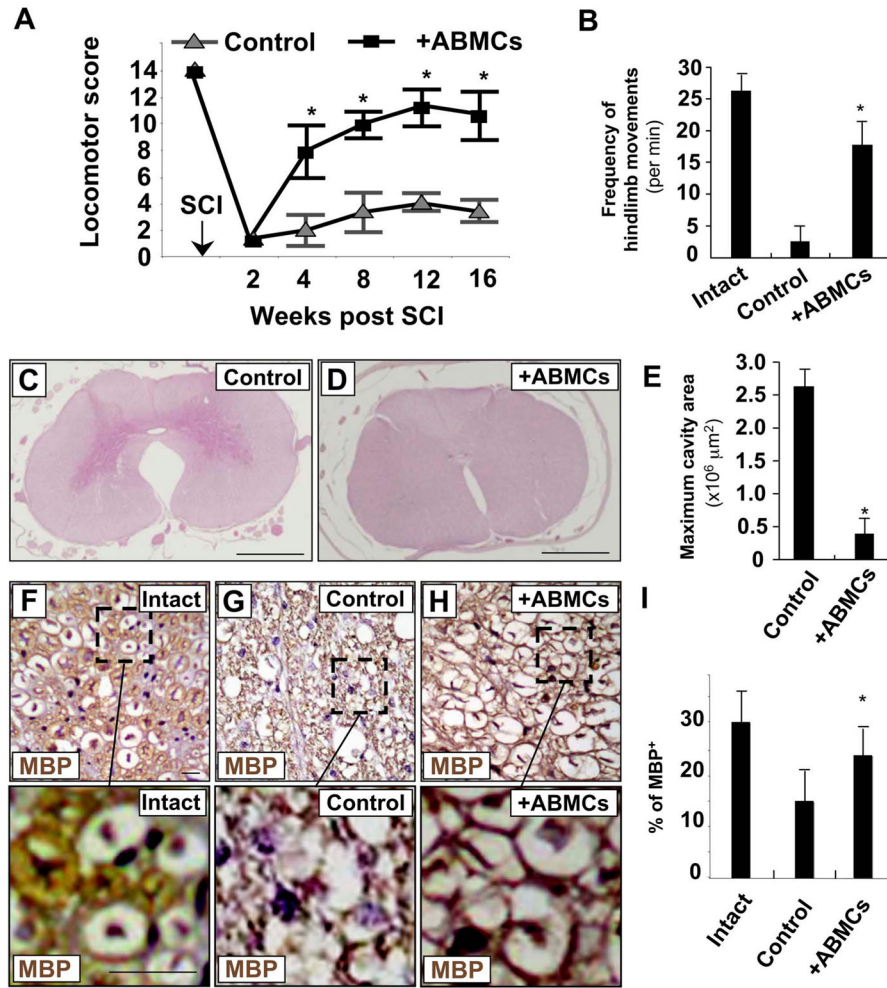 A
Control
+ABMCs
Locomotor score
14
12
10
8
6
4
2
0
SCI
* * * *
2 4 8 12 16
Weeks post SCI
B
Frequency of
hindlimb movements
(per min)
30
25
20
15
10
5
0
*
Intact
Control
+ABMCs
C
Control
D
+ABMCs
E
Maximum cavity area
(x10⁶ µm²)
3.0
2.5
2.0
1.5
1.0
0.5
0
*
Control
+ABMCs
F
Intact
MBP
G
Control
MBP
H
+ABMCs
MBP
Intact
MBP
Control
MBP
+ABMCs
MBP
I
% of MBP⁺
30
20
10
0
*
Intact
Control
+ABMCs